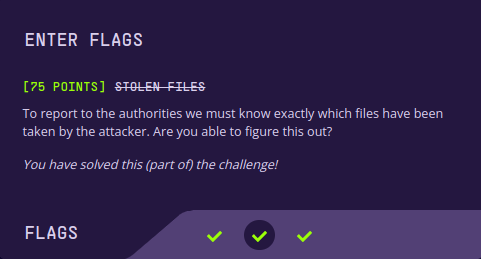 ENTER FLAGS
[75 POINTS] STOLEN FILES
To report to the authorities we must know exactly which files have been
taken by the attacker. Are you able to figure this out?
You have solved this (part of) the challenge!
FLAGS